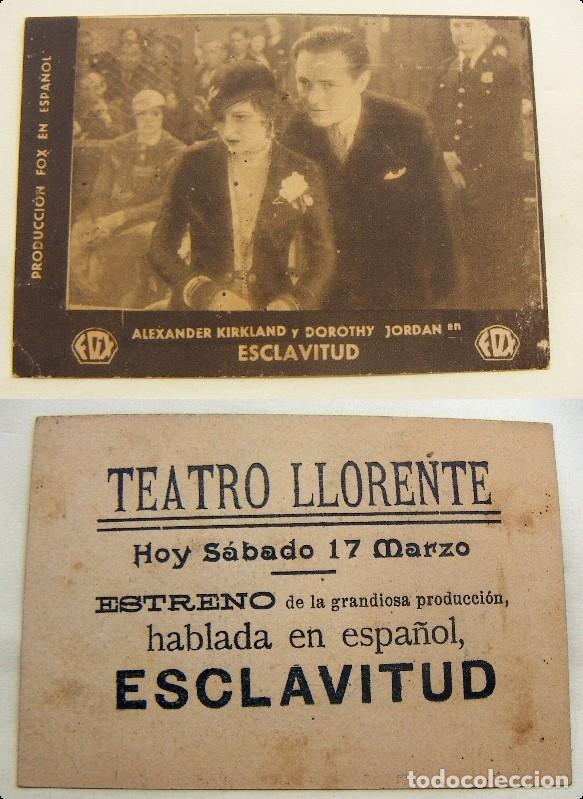 PRODUCCIÓN FOX EN ESPAÑOL
FOX
ALEXANDER KIRKLAND Y DOROTHY JORDAN en
ESCLAVITUD
FOX
TEATRO LLORENTE
Hoy Sábado 17 Marzo
ESTRENO de la grandiosa producción,
hablada en español,
ESCLAVITUD
todocoleccion.net